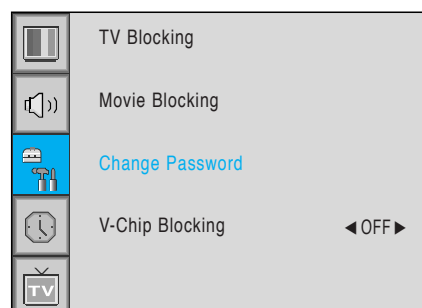 TV Blocking
Movie Blocking
Change Password
V-Chip Blocking ◀ OFF ▶
TV